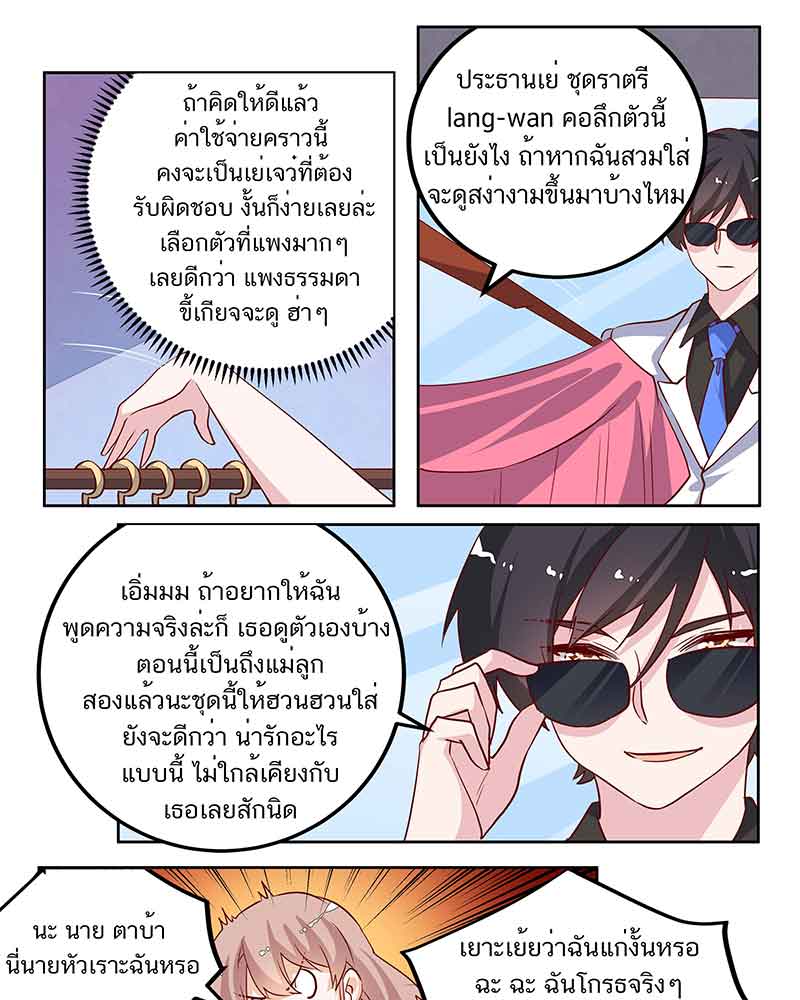 ถ้าคิดให้ดีแล้ว
ค่าใช้จ่ายคราวนี้
คงจะเป็นเย่เจว๋ที่ต้อง
รับผิดชอบ งั้นก็ง่ายเลยล่ะ
เลือกตัวที่แพงมากๆ
เลยดีกว่า แพงธรรมดา
ขี้เกียจจะดู ฮ่าๆ
ประธานเย่ ชุดราตรี
lang-wan คอลึกตัวนี้
เป็นยังไง ถ้าหากฉันสวมใส่
จะดูสง่างามขึ้นมาบ้างไหม
เอิ่มมม ถ้าอยากให้ฉัน
พูดความจริงล่ะก็ เธอดูตัวเองบ้าง
ตอนนี้เป็นถึงแม่ลูก
สองแล้วนะชุดนี้ให้ฮวนฮวนใส่
ยังจะดีกว่า น่ารักอะไร
แบบนี้ ไม่ใกล้เคียงกับ
เธอเลยสักนิด
นะ นาย ตาบ้า
นี่นายหัวเราะฉันหรอ
เยาะเย้ยว่าฉันแก่งั้นหรอ
ฉะ ฉะ ฉันโกรธจริงๆ